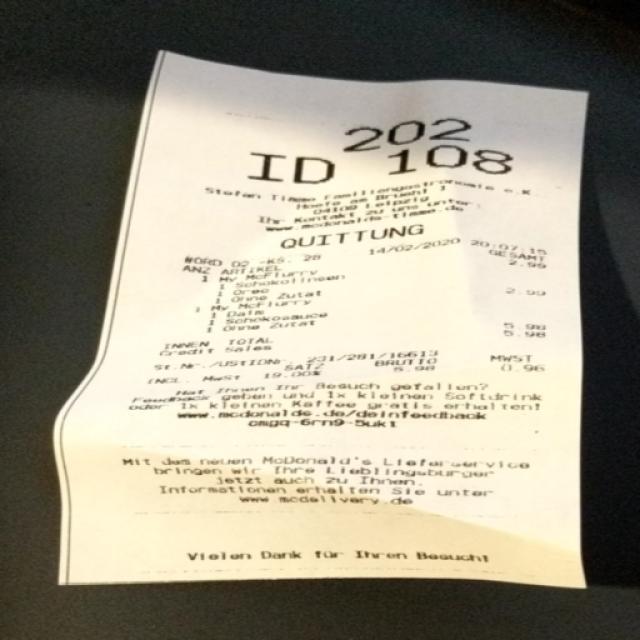 202
ID 108
Stefan Timme Familiengastronomie e.K.
Hoefe am Bruehl 1
04109 Leipzig
Ihr Kontakt zu uns unter:
www.mcdonalds-timme.de
QUITTUNG
#ORD 02 -KS. 28 14/02/2020 20:07:15
ANZ ARTIKEL GESAMT
1 My McFlurry 2.99
1 Schokolinsen
1 Oreo
1 Ohne Zutat
1 My McFlurry 2.99
1 Daim
1 Schokosauce
1 Ohne Zutat
INNEN TOTAL 5.98
Credit Sales 5.98
St.Nr./UStIDNr. 231/281/16613
SATZ BRUTTO MWST
INCL. MwSt 19.00% 5.98 0.96
Hat Ihnen Ihr Besuch gefallen?
Feedback geben und 1x kleinen Softdrink
oder 1x kleinen Kaffee gratis erhalten!
www.mcdonalds.de/deinfeedback
cmgq-6rn9-5uk1
Mit dem neuen McDonald's Lieferservice
bringen wir Ihre Lieblingsburger
jetzt auch zu Ihnen.
Informationen erhalten Sie unter
www.mcdelivery.de
Vielen Dank für Ihren Besuch!